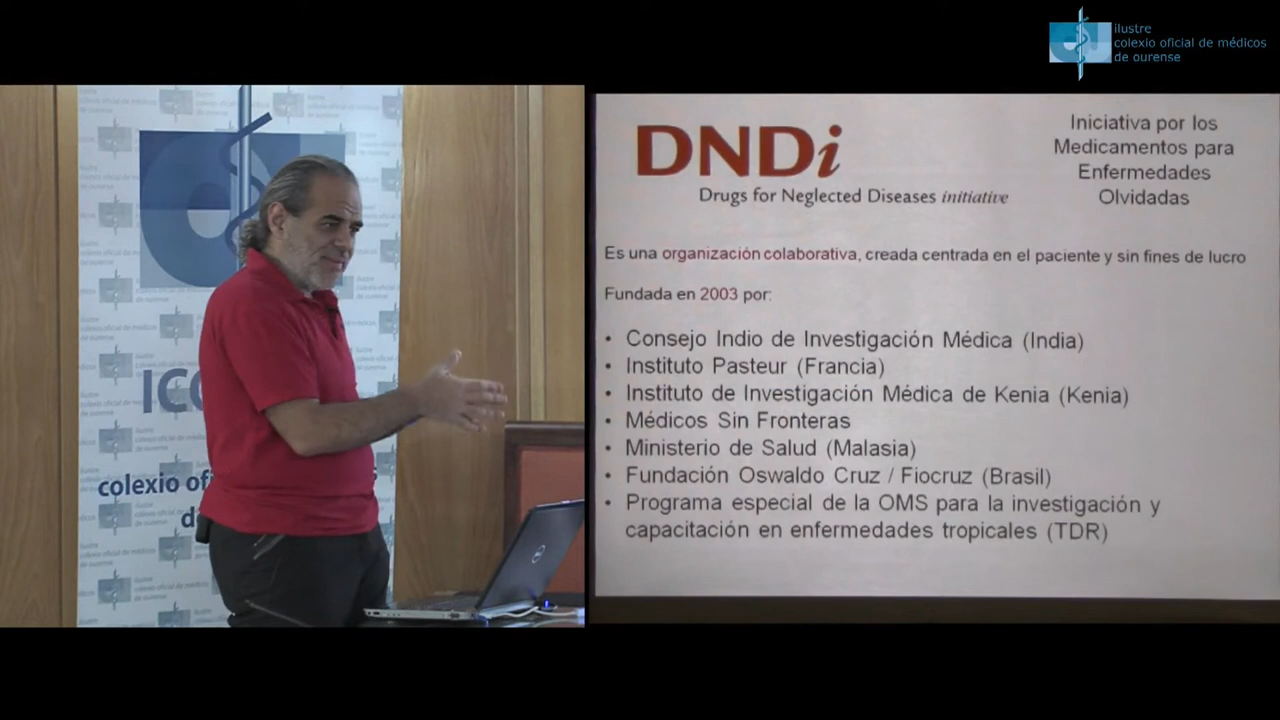 ilustre
colexio oficial de médicos
de ourense
DNDi
Drugs for Neglected Diseases initiative
Iniciativa por los
Medicamentos para
Enfermedades
Olvidadas
Es una organización colaborativa, creada centrada en el paciente y sin fines de lucro
Fundada en 2003 por:
• Consejo Indio de Investigación Médica (India)
• Instituto Pasteur (Francia)
• Instituto de Investigación Médica de Kenia (Kenia)
• Médicos Sin Fronteras
• Ministerio de Salud (Malasia)
• Fundación Oswaldo Cruz / Fiocruz (Brasil)
• Programa especial de la OMS para la investigación y
capacitación en enfermedades tropicales (TDR)
colexio